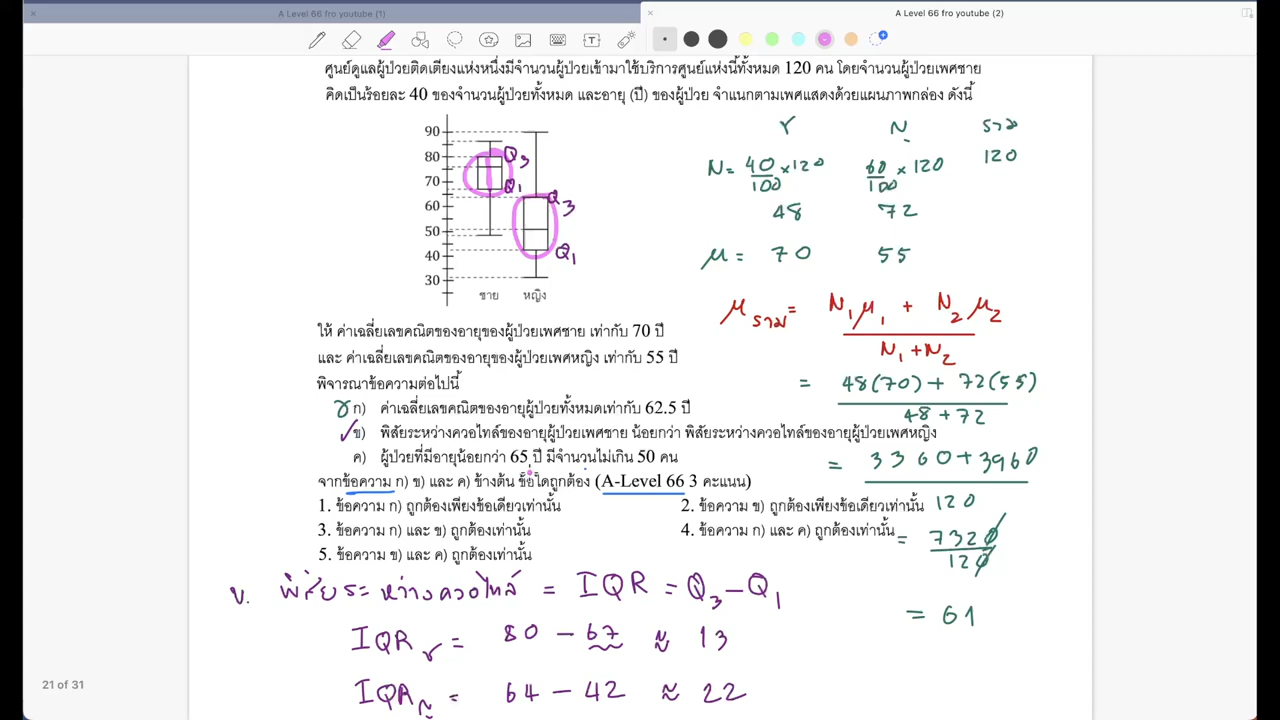 A Level 66 fro youtube (1)
A Level 66 fro youtube (2)
ศูนย์ดูแลผู้ป่วยติดเตียงแห่งหนึ่งมีจำนวนผู้ป่วยเข้ามาใช้บริการศูนย์แห่งนี้ทั้งหมด 120 คน โดยจำนวนผู้ป่วยเพศชาย
คิดเป็นร้อยละ 40 ของจำนวนผู้ป่วยทั้งหมด และอายุ (ปี) ของผู้ป่วย จำแนกตามเพศแสดงด้วยแผนภาพกล่อง ดังนี้
90
80
70
60
50
40
30
ชาย หญิง
Q3
Q1
Q3
Q1
ช ญ รวม
N = 40/100 × 120 60/100 × 120 120
48 72
μ = 70 55
μรวม = N1μ1 + N2μ2
N1 + N2
= 48(70) + 72(55)
48 + 72
= 3360 + 3960
120
= 7320
120
= 61
ให้ ค่าเฉลี่ยเลขคณิตของอายุของผู้ป่วยเพศชาย เท่ากับ 70 ปี
และ ค่าเฉลี่ยเลขคณิตของอายุของผู้ป่วยเพศหญิง เท่ากับ 55 ปี
พิจารณาข้อความต่อไปนี้
ก) ค่าเฉลี่ยเลขคณิตของอายุผู้ป่วยทั้งหมดเท่ากับ 62.5 ปี
ข) พิสัยระหว่างควอไทล์ของอายุผู้ป่วยเพศชาย น้อยกว่า พิสัยระหว่างควอไทล์ของอายุผู้ป่วยเพศหญิง
ค) ผู้ป่วยที่มีอายุน้อยกว่า 65 ปี มีจำนวนไม่เกิน 50 คน
จากข้อความ ก) ข) และ ค) ข้างต้น ข้อใดถูกต้อง (A-Level 66 3 คะแนน)
1. ข้อความ ก) ถูกต้องเพียงข้อเดียวเท่านั้น 2. ข้อความ ข) ถูกต้องเพียงข้อเดียวเท่านั้น
3. ข้อความ ก) และ ข) ถูกต้องเท่านั้น 4. ข้อความ ก) และ ค) ถูกต้องเท่านั้น
5. ข้อความ ข) และ ค) ถูกต้องเท่านั้น
ข. พิสัยระหว่างควอไทล์ = IQR = Q3 − Q1
IQRช = 80 − 67 ≈ 13
IQRญ = 64 − 42 ≈ 22
21 of 31